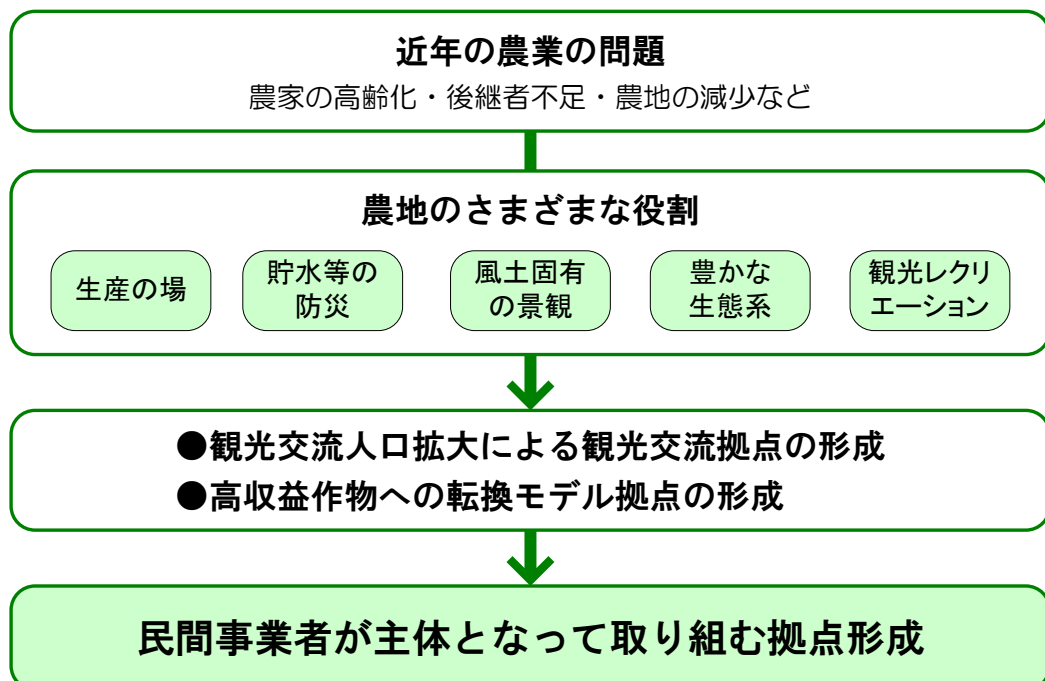 近年の農業の問題
農家の高齢化・後継者不足・農地の減少など
農地のさまざまな役割
生産の場
貯水等の
防災
風土固有
の景観
豊かな
生態系
観光レクリ
エーション
●観光交流人口拡大による観光交流拠点の形成
●高収益作物への転換モデル拠点の形成
民間事業者が主体となって取り組む拠点形成